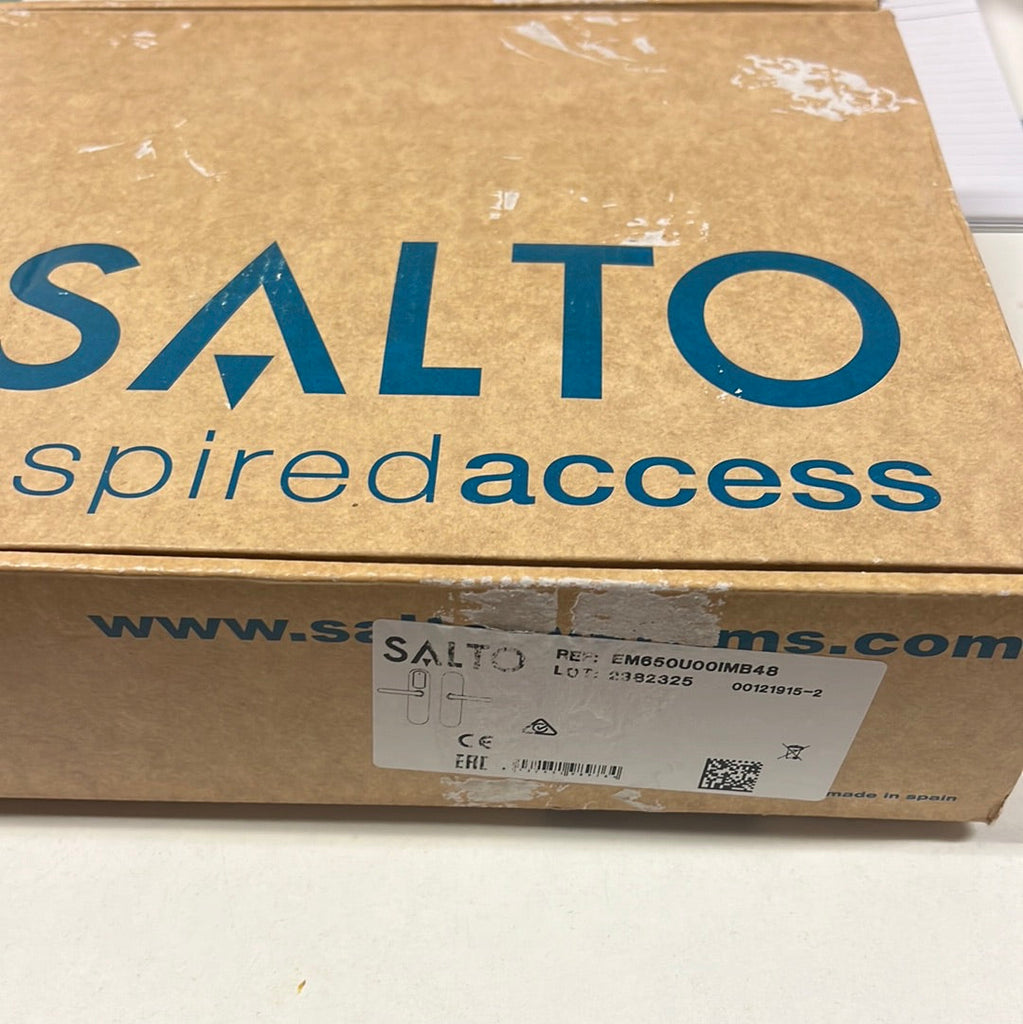 SALTO
spiredaccess
www.sa ms.com
SALTO
REF: EM650U00IMB48
LOT: 2382325 00121915-2
CE
EAC
made in spain